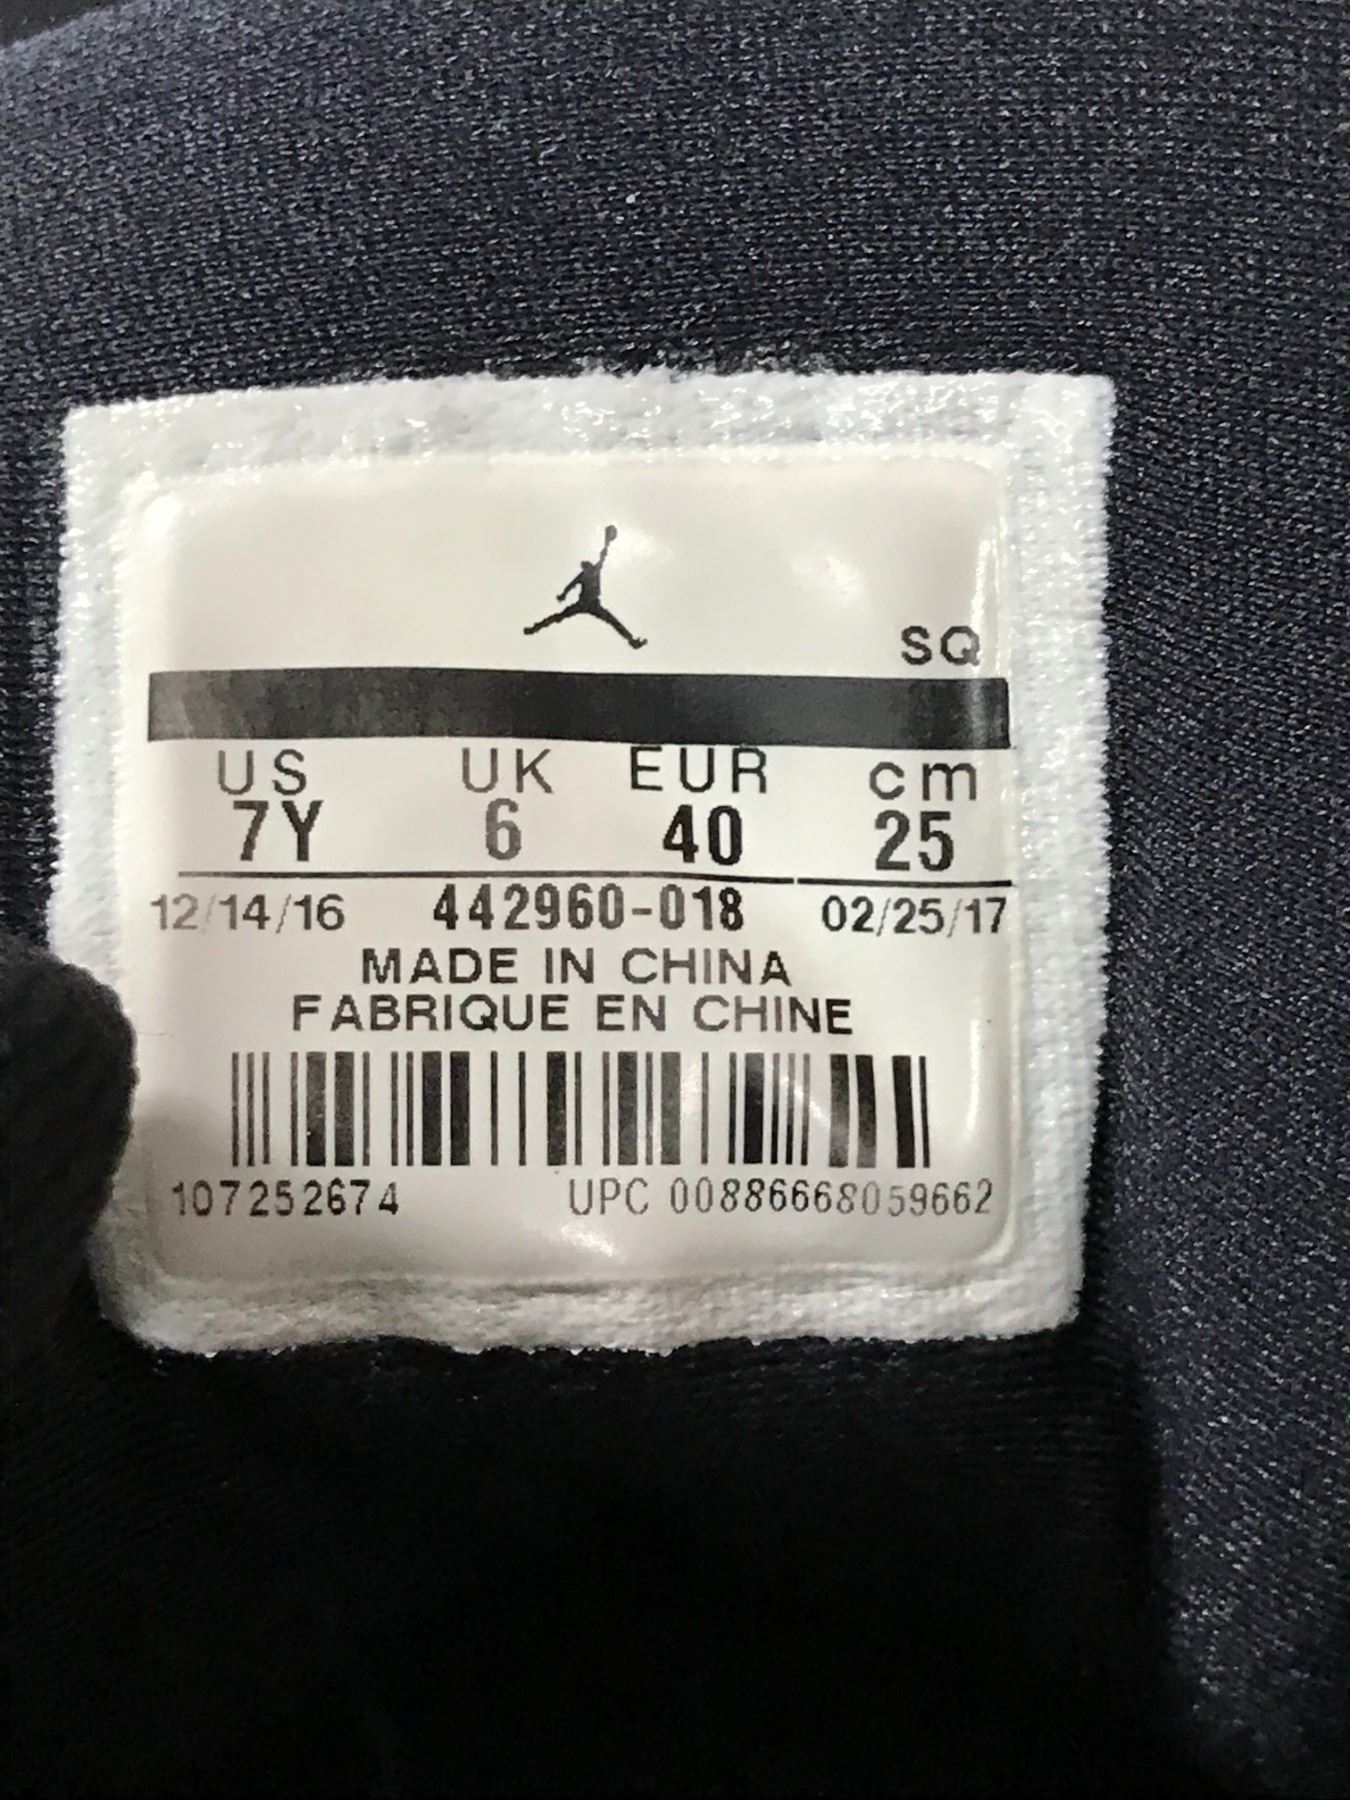 SQ
US UK EUR cm
7Y 6 40 25
12/14/16 442960-018 02/25/17
MADE IN CHINA
FABRIQUE EN CHINE
107252674 UPC 00886668059662